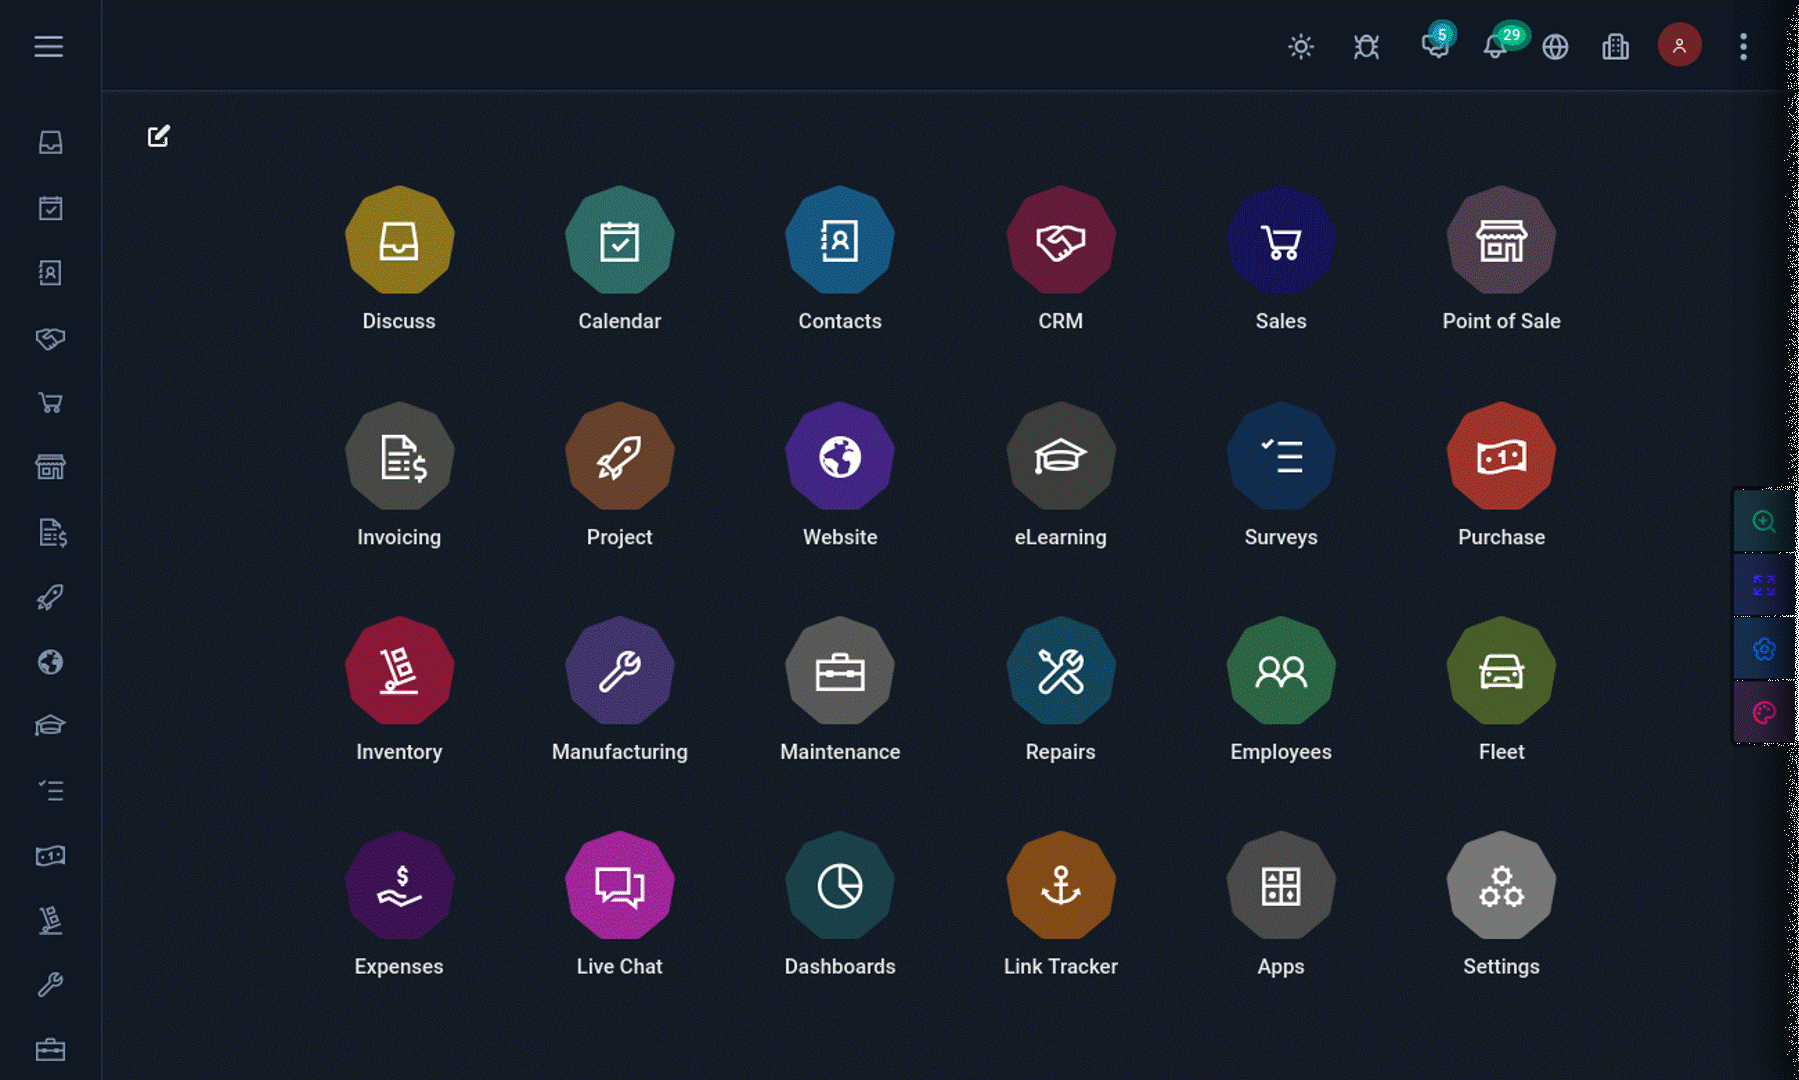 5
29
Discuss
Calendar
Contacts
CRM
Sales
Point of Sale
Invoicing
Project
Website
eLearning
Surveys
Purchase
Inventory
Manufacturing
Maintenance
Repairs
Employees
Fleet
Expenses
Live Chat
Dashboards
Link Tracker
Apps
Settings